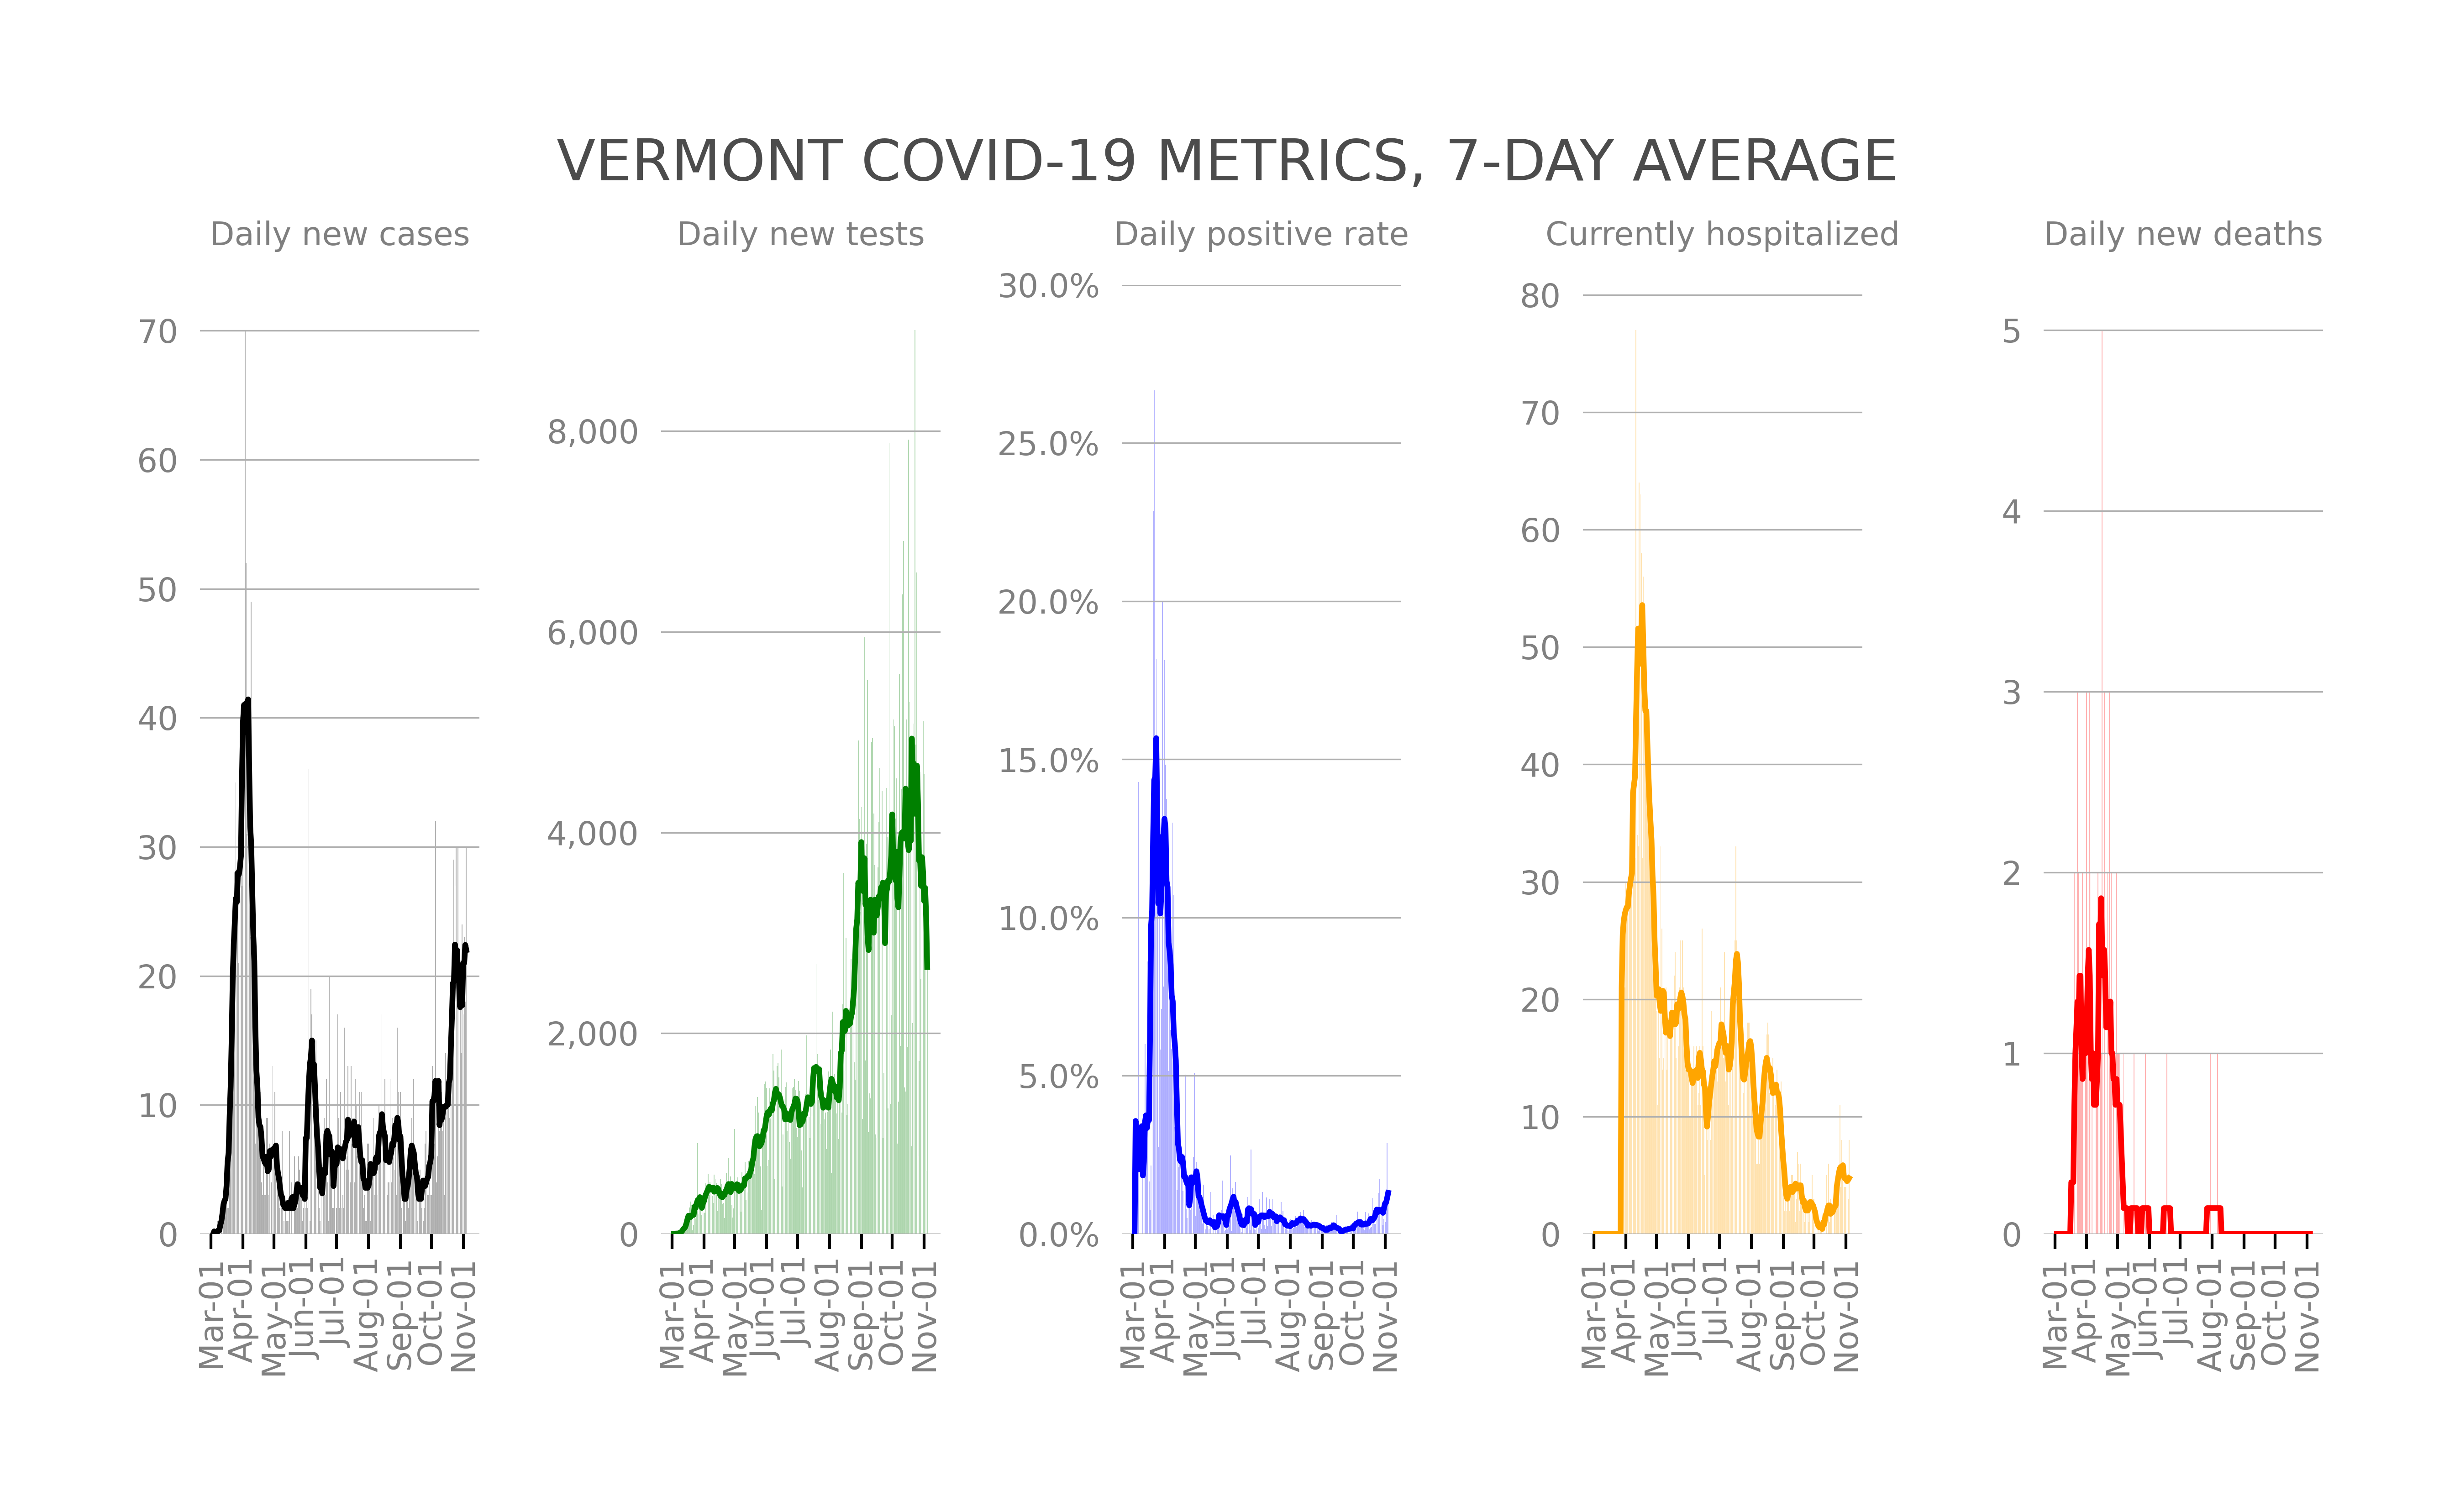 VERMONT COVID-19 METRICS, 7-DAY AVERAGE
Daily new cases
70
60
50
40
30
20
10
0
Mar-01
Apr-01
May-01
Jun-01
Jul-01
Aug-01
Sep-01
Oct-01
Nov-01
Daily new tests
8,000
6,000
4,000
2,000
0
Mar-01
Apr-01
May-01
Jun-01
Jul-01
Aug-01
Sep-01
Oct-01
Nov-01
Daily positive rate
30.0%
25.0%
20.0%
15.0%
10.0%
5.0%
0.0%
Mar-01
Apr-01
May-01
Jun-01
Jul-01
Aug-01
Sep-01
Oct-01
Nov-01
Currently hospitalized
80
70
60
50
40
30
20
10
0
Mar-01
Apr-01
May-01
Jun-01
Jul-01
Aug-01
Sep-01
Oct-01
Nov-01
Daily new deaths
5
4
3
2
1
0
Mar-01
Apr-01
May-01
Jun-01
Jul-01
Aug-01
Sep-01
Oct-01
Nov-01